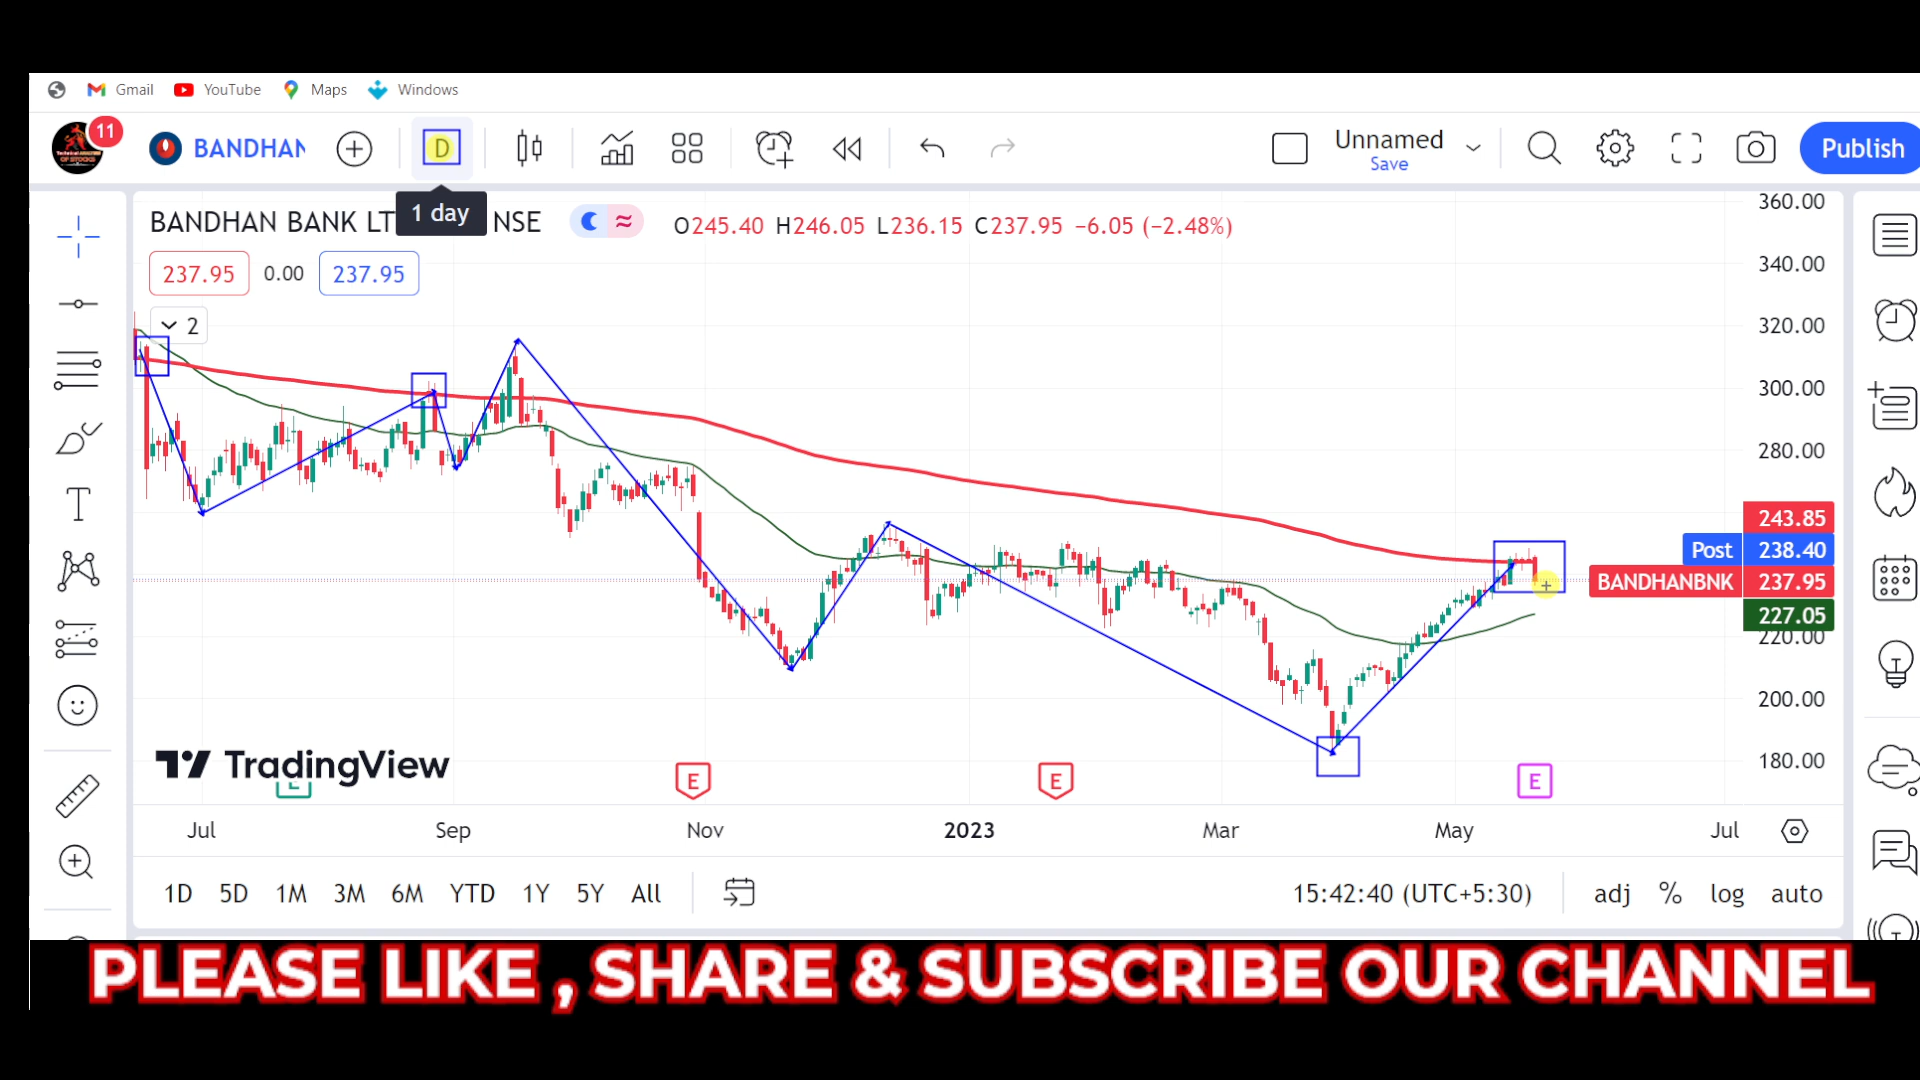 Gmail YouTube Maps Windows
11 BANDHAN D Unnamed Save Publish
1 day
BANDHAN BANK LT NSE O245.40 H246.05 L236.15 C237.95 −6.05 (−2.48%)
237.95 0.00 237.95
2
360.00
340.00
320.00
300.00
280.00
243.85
Post 238.40
BANDHANBNK 237.95
227.05
220.00
200.00
180.00
TradingView
E E E E
Jul Sep Nov 2023 Mar May Jul
1D 5D 1M 3M 6M YTD 1Y 5Y All 15:42:40 (UTC+5:30) adj % log auto
PLEASE LIKE , SHARE & SUBSCRIBE OUR CHANNEL